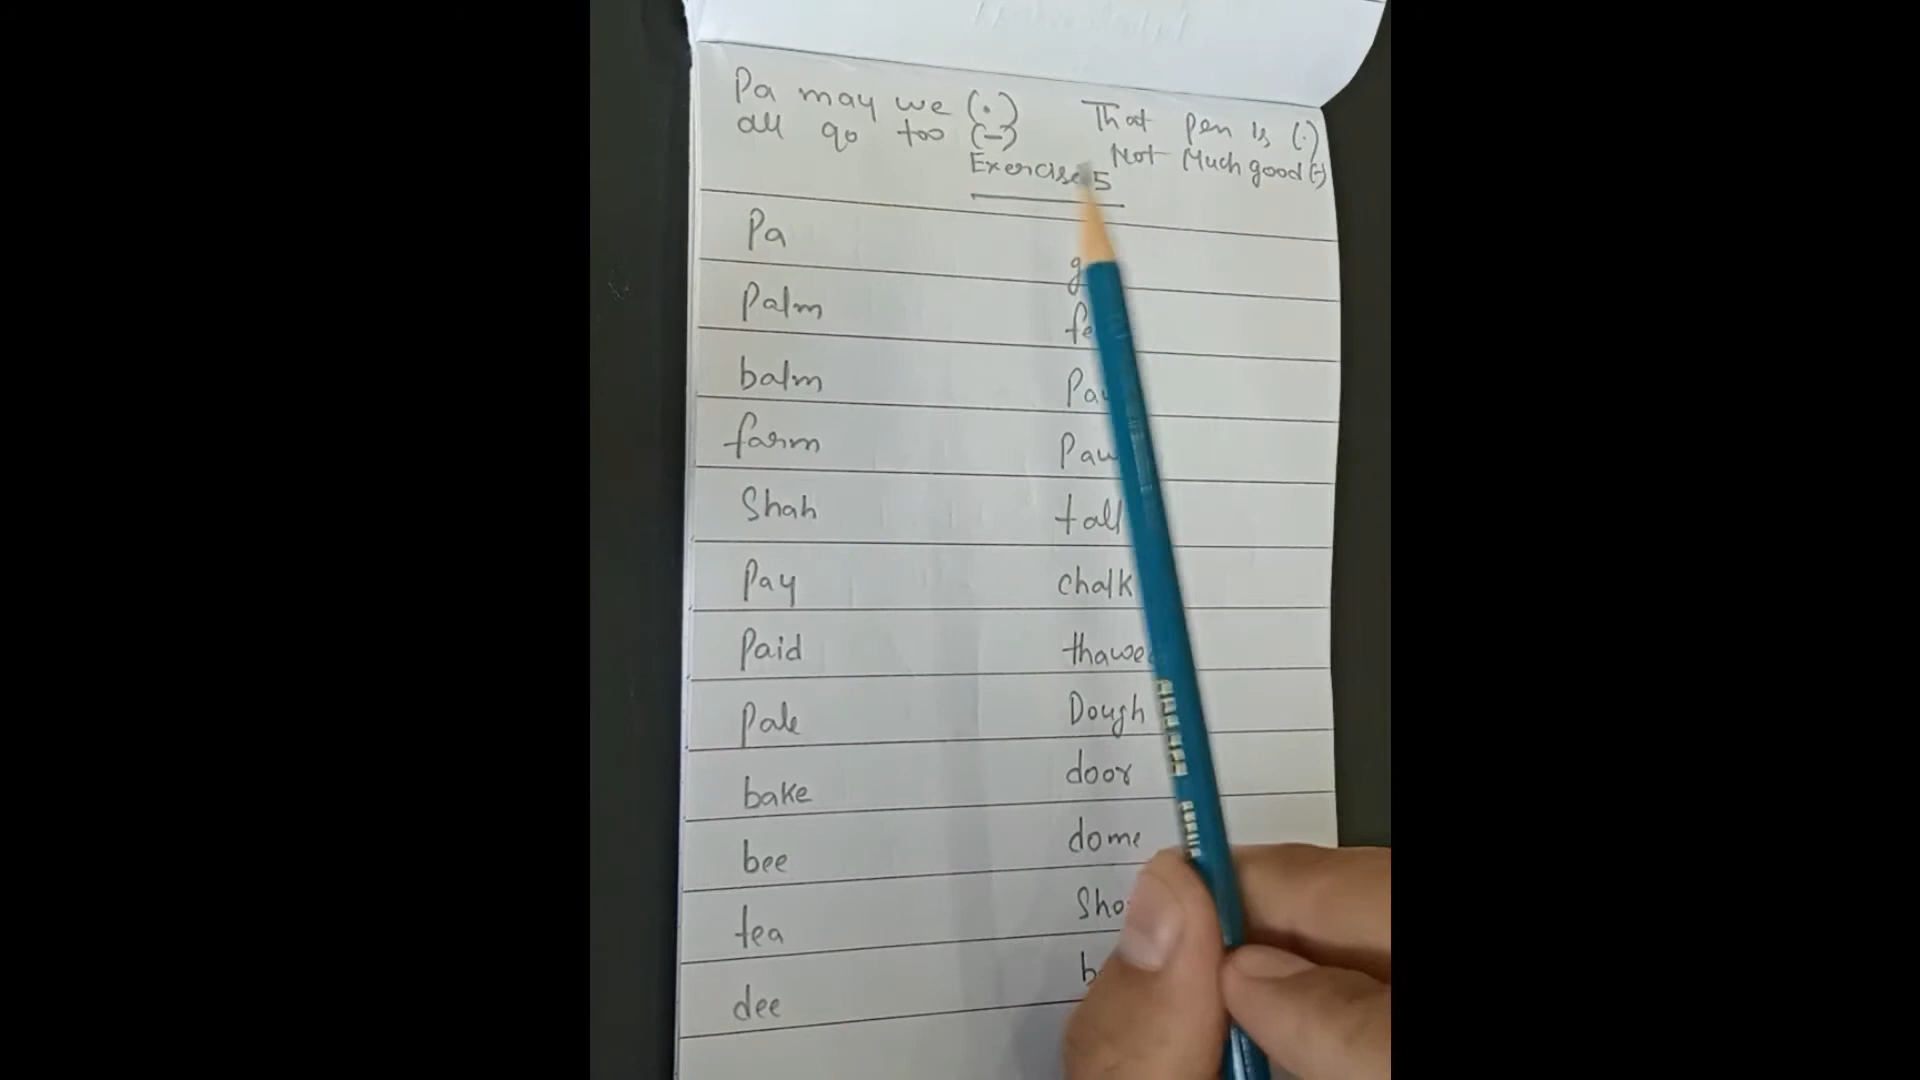 Pa may we (.)
all go too (-)
That pen is (.)
Not Much good (-)
Exercise 5
Pa
Palm
balm
farm
Shah
Pay
Paid
Pale
bake
bee
tea
dee
tall
chalk
Dough
door
dome